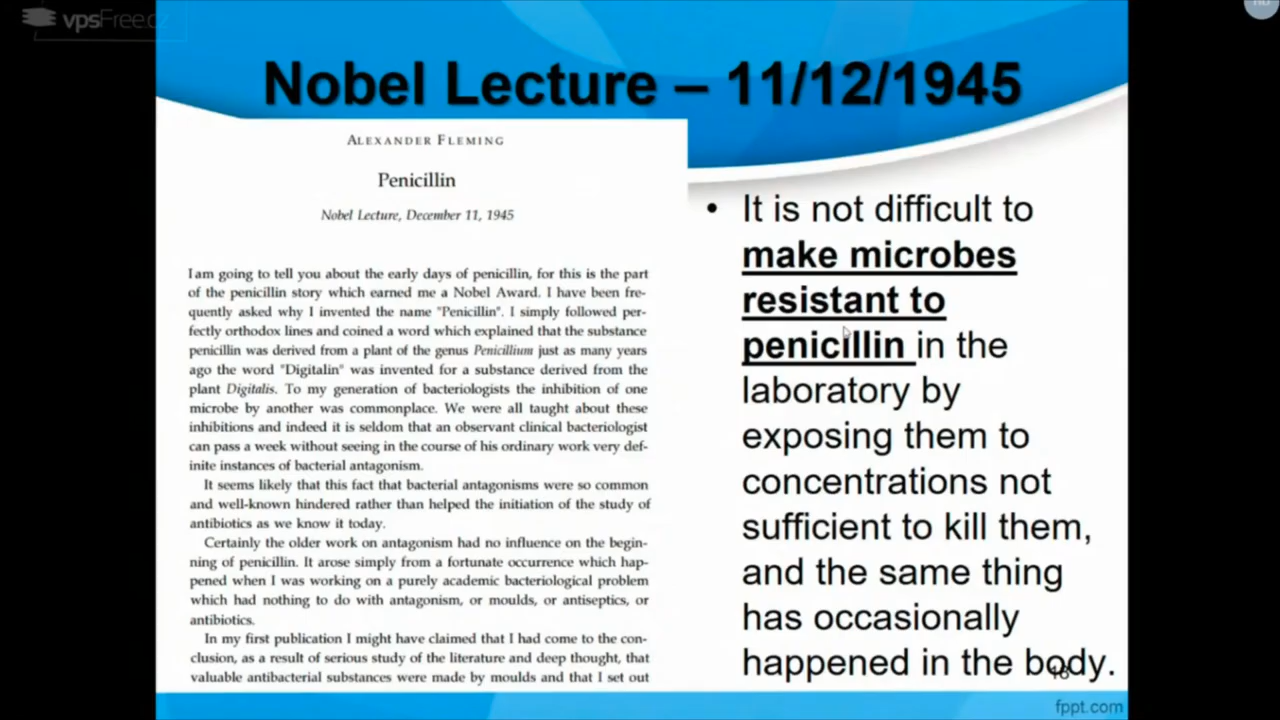 vpsFree.cz
HB
Nobel Lecture – 11/12/1945
ALEXANDER FLEMING
Penicillin
Nobel Lecture, December 11, 1945
I am going to tell you about the early days of penicillin, for this is the part
of the penicillin story which earned me a Nobel Award. I have been fre-
quently asked why I invented the name "Penicillin". I simply followed per-
fectly orthodox lines and coined a word which explained that the substance
penicillin was derived from a plant of the genus Penicillium just as many years
ago the word "Digitalin" was invented for a substance derived from the
plant Digitalis. To my generation of bacteriologists the inhibition of one
microbe by another was commonplace. We were all taught about these
inhibitions and indeed it is seldom that an observant clinical bacteriologist
can pass a week without seeing in the course of his ordinary work very def-
inite instances of bacterial antagonism.
It seems likely that this fact that bacterial antagonisms were so common
and well-known hindered rather than helped the initiation of the study of
antibiotics as we know it today.
Certainly the older work on antagonism had no influence on the begin-
ning of penicillin. It arose simply from a fortunate occurrence which hap-
pened when I was working on a purely academic bacteriological problem
which had nothing to do with antagonism, or moulds, or antiseptics, or
antibiotics.
In my first publication I might have claimed that I had come to the con-
clusion, as a result of serious study of the literature and deep thought, that
valuable antibacterial substances were made by moulds and that I set out
• It is not difficult to
make microbes
resistant to
penicillin in the
laboratory by
exposing them to
concentrations not
sufficient to kill them,
and the same thing
has occasionally
happened in the body.
fppt.com